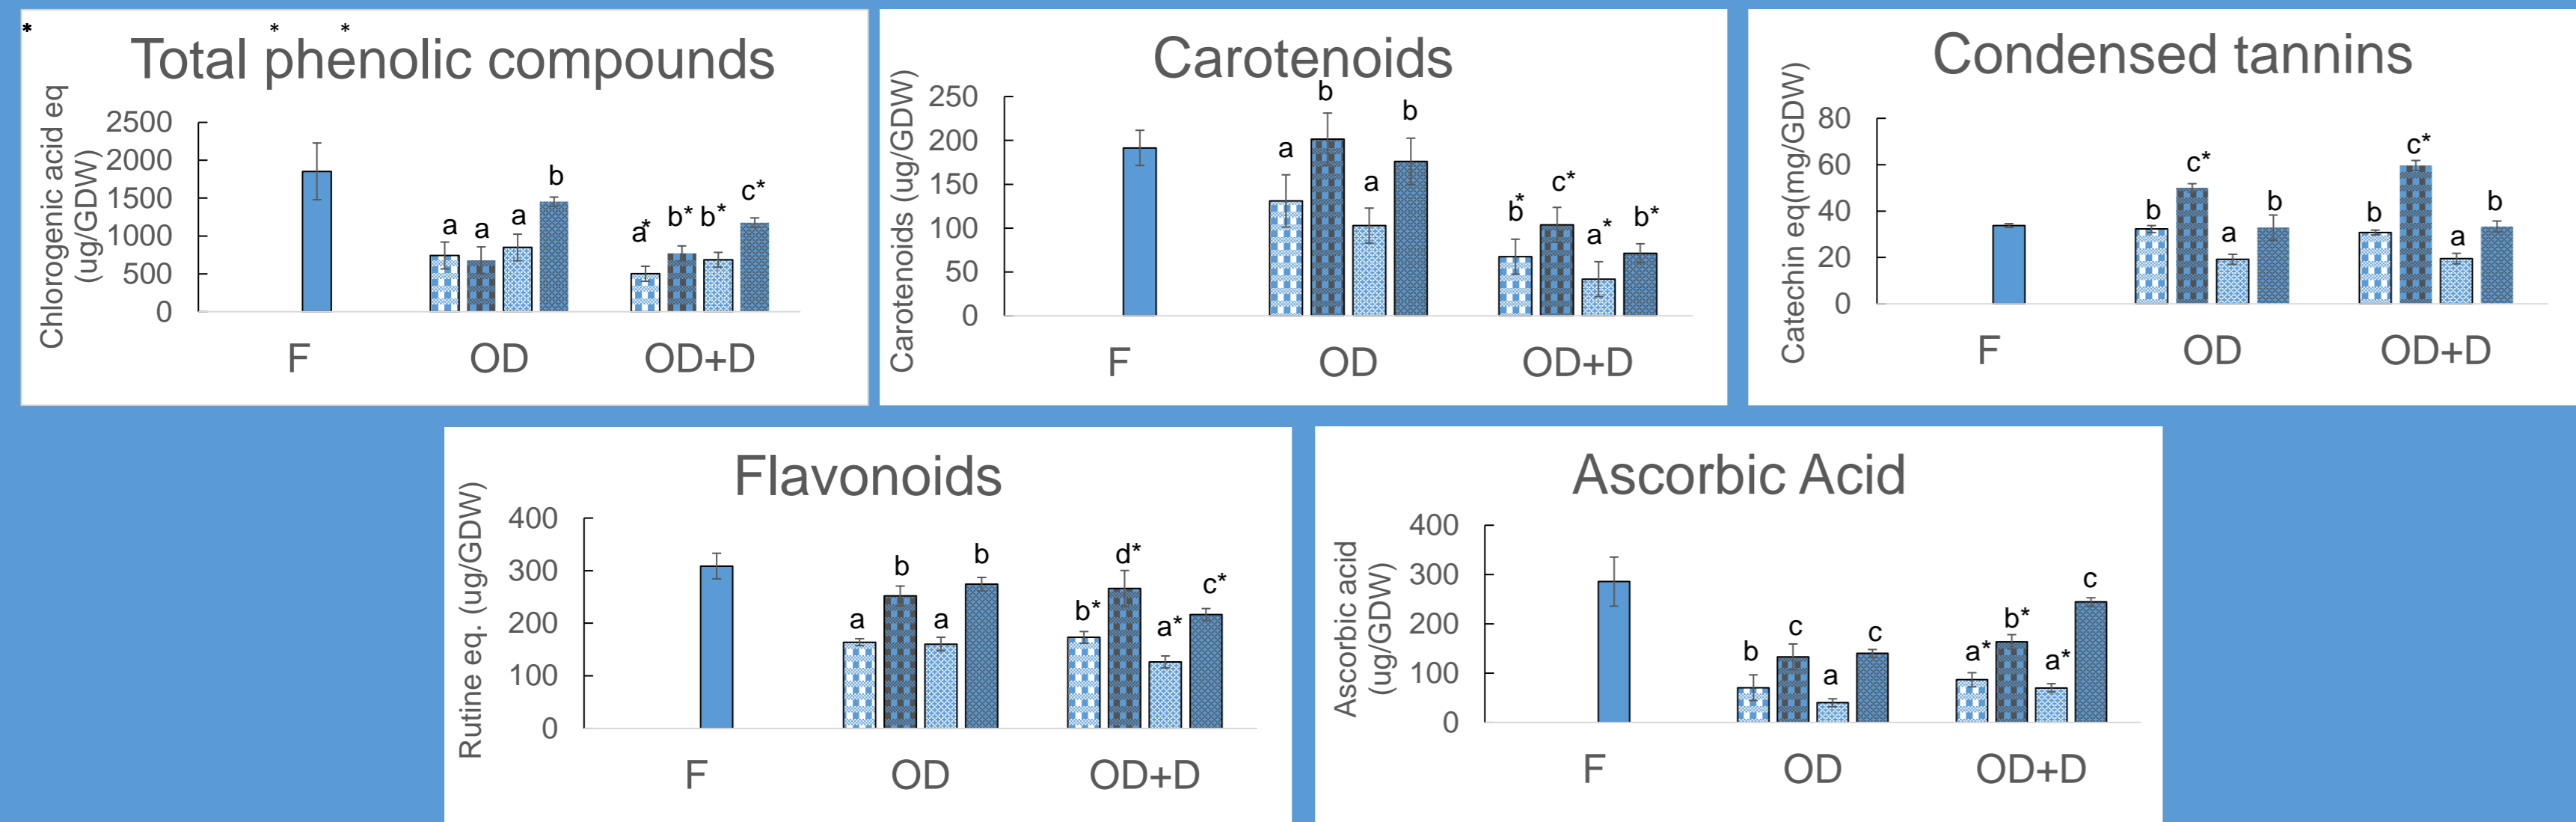 * * *
Total phenolic compounds
Chlorogenic acid eq
(ug/GDW)
2500
2000
1500
1000
500
0
a a a b
a* b* b* c*
F OD OD+D
Carotenoids
Carotenoids (ug/GDW)
250
200
150
100
50
0
a b a b
b* c* a* b*
F OD OD+D
Condensed tannins
Catechin eq(mg/GDW)
80
60
40
20
0
b c* a b
b c* a b
F OD OD+D
Flavonoids
Rutine eq. (ug/GDW)
400
300
200
100
0
a b a b
b* d* a* c*
F OD OD+D
Ascorbic Acid
Ascorbic acid
(ug/GDW)
400
300
200
100
0
b c a c
a* b* a* c
F OD OD+D